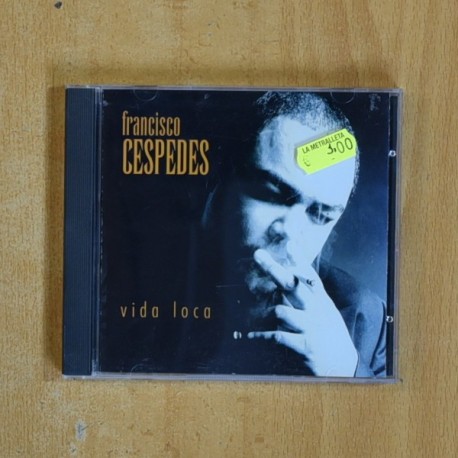 francisco
CESPEDES
LA METRALLETA
€ 3,00
vida loca